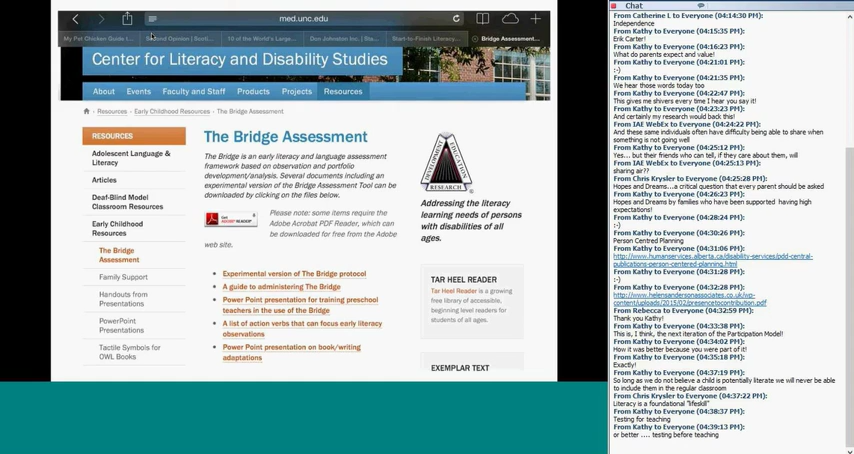 med.unc.edu
My Pet Chicken Guide t...
Second Opinion | Scoti...
10 of the World's Large...
Don Johnston Inc. | Sta...
Start-to-Finish Literacy...
Bridge Assessment...
Center for Literacy and Disability Studies
About Events Faculty and Staff Products Projects Resources
Resources Early Childhood Resources The Bridge Assessment
RESOURCES
Adolescent Language &
Literacy
Articles
Deaf-Blind Model
Classroom Resources
Early Childhood
Resources
The Bridge
Assessment
Family Support
Handouts from
Presentations
PowerPoint
Presentations
Tactile Symbols for
OWL Books
The Bridge Assessment
The Bridge is an early literacy and language assessment
framework based on observation and portfolio
development/analysis. Several documents including an
experimental version of the Bridge Assessment Tool can be
downloaded by clicking on the files below.
Please note: some items require the
Adobe Acrobat PDF Reader, which can
be downloaded for free from the Adobe
web site.
Experimental version of The Bridge protocol
A guide to administering The Bridge
Power Point presentation for training preschool
teachers in the use of the Bridge
A list of action verbs that can focus early literacy
observations
Power Point presentation on book/writing
adaptations
DEVELOPMENT
EDUCATION
RESEARCH
Addressing the literacy
learning needs of persons
with disabilities of all
ages.
TAR HEEL READER
Tar Heel Reader is a growing
free library of accessible,
beginning level readers for
students of all ages.
EXEMPLAR TEXT
Chat
From Catherine L to Everyone (04:14:30 PM):
Independence
From Kathy to Everyone (04:15:35 PM):
Erik Carter!
From Kathy to Everyone (04:16:23 PM):
What do parents expect and value!
From Kathy to Everyone (04:21:01 PM):
:-)
From Kathy to Everyone (04:21:35 PM):
We hear those words today too
From Kathy to Everyone (04:22:47 PM):
This gives me shivers every time I hear you say it!
From Kathy to Everyone (04:23:23 PM):
And certainly my research would back this!
From IAE WebEx to Everyone (04:24:22 PM):
And these same individuals often have difficulty being able to share when
something is not going well
From Kathy to Everyone (04:25:12 PM):
Yes... but their friends who can tell, if they care about them, will
From IAE WebEx to Everyone (04:25:13 PM):
sharing air??
From Chris Krysler to Everyone (04:25:28 PM):
Hopes and Dreams...a critical question that every parent should be asked
From Kathy to Everyone (04:26:23 PM):
Hopes and Dreams by families who have been supported having high
expectations!
From Kathy to Everyone (04:28:24 PM):
:-)
From Kathy to Everyone (04:30:26 PM):
Person Centred Planning
From Kathy to Everyone (04:31:06 PM):
http://www.humanservices.alberta.ca/disability-services/pdd-central-
publications-person-centered-planning.html
From Kathy to Everyone (04:31:28 PM):
:-)
From Kathy to Everyone (04:32:28 PM):
http://www.helensandersonassociates.co.uk/wp-
content/uploads/2015/02/presencetocontribution.pdf
From Rebecca to Everyone (04:32:59 PM):
Thank you Kathy!
From Kathy to Everyone (04:33:38 PM):
This is, I think, the next iteration of the Participation Model!
From Kathy to Everyone (04:34:02 PM):
How it was better because you were part of it!
From Kathy to Everyone (04:35:18 PM):
Exactly!
From Kathy to Everyone (04:37:19 PM):
So long as we do not believe a child is potentially literate we will never be able
to include them in the regular classroom
From Chris Krysler to Everyone (04:37:22 PM):
Literacy is a foundational "lifeskill"
From Kathy to Everyone (04:38:37 PM):
Testing for teaching
From Kathy to Everyone (04:39:13 PM):
or better .... testing before teaching